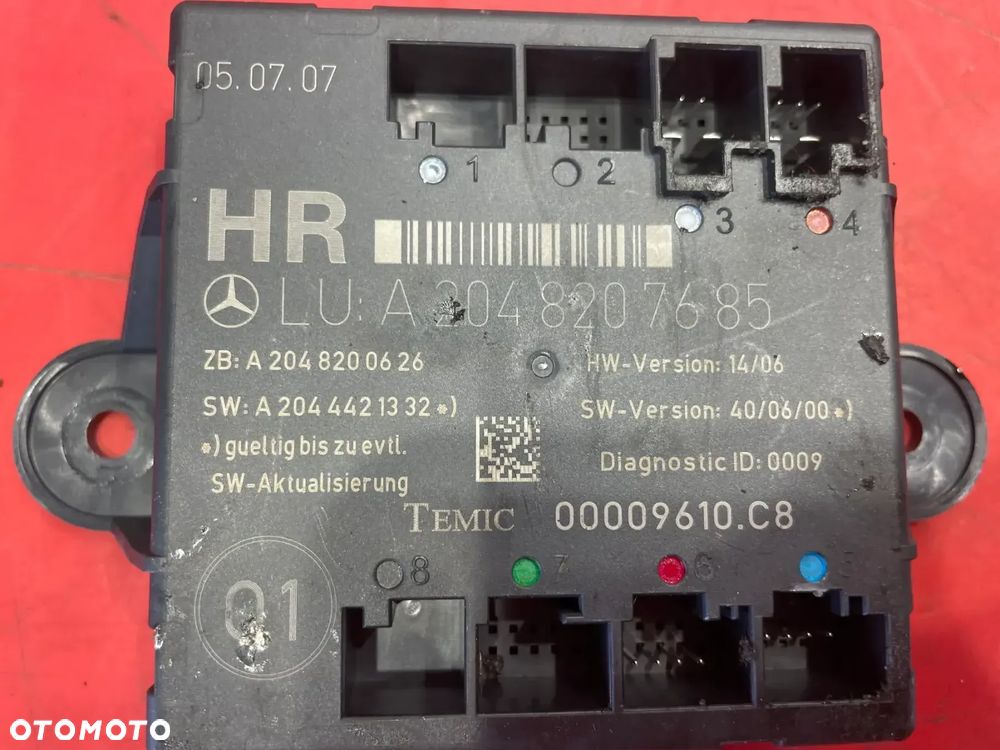 05.07.07
1
2
3
4
HR
LU: A 204 820 76 85
ZB: A 204 820 06 26
HW-Version: 14/06
SW: A 204 442 13 32 *)
SW-Version: 40/06/00 *)
*) gueltig bis zu evtl.
SW-Aktualisierung
Diagnostic ID: 0009
TEMIC
00009610.C8
8
7
6
5
01
OTOMOTO